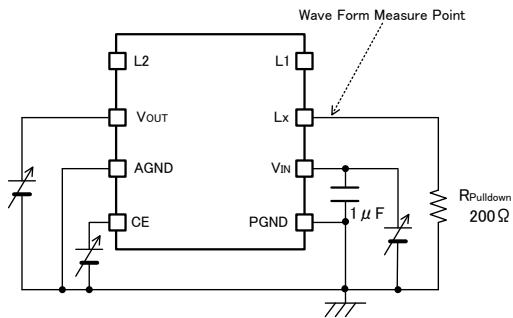 Wave Form Measure Point
L2 L1
VOUT Lx
AGND VIN
CE PGND
1μF
RPulldown
200Ω